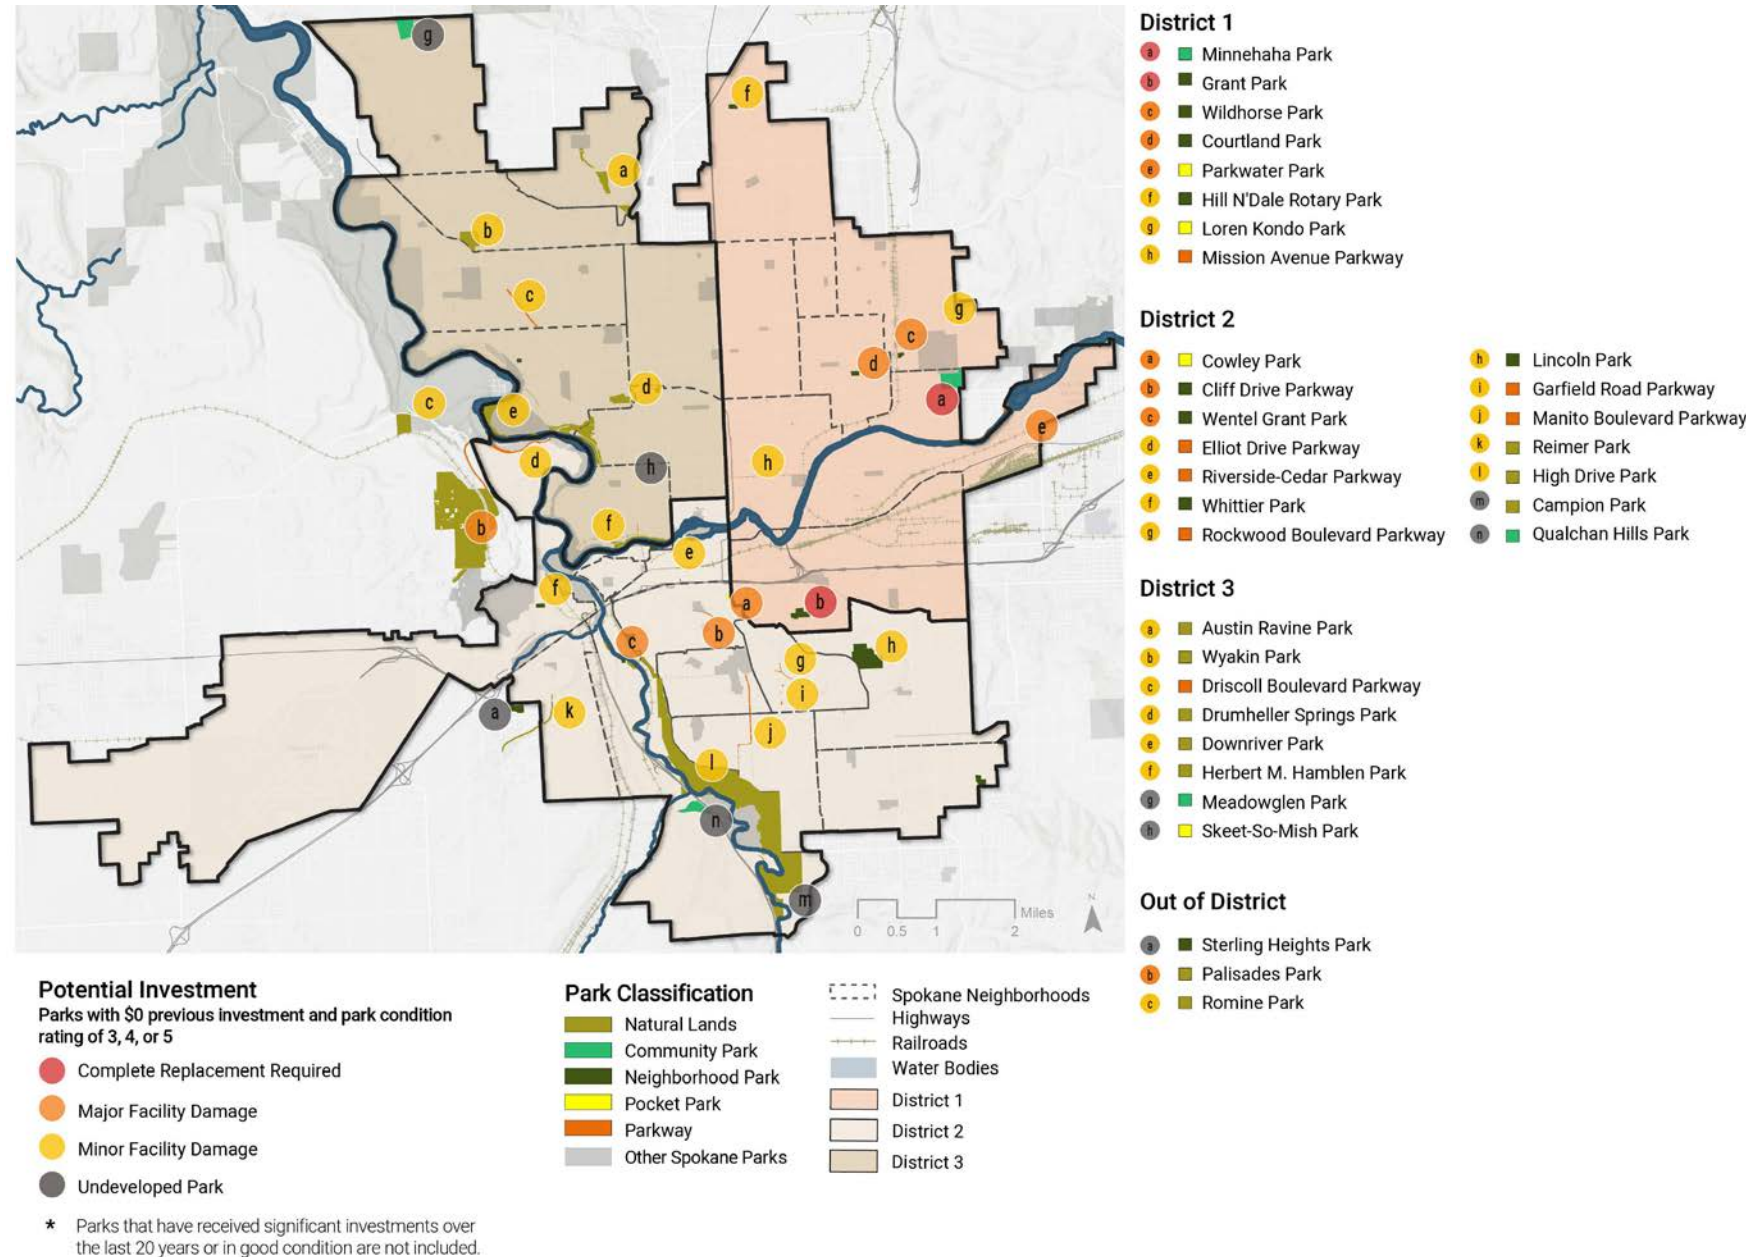 District 1
a Minnehaha Park
b Grant Park
c Wildhorse Park
d Courtland Park
e Parkwater Park
f Hill N'Dale Rotary Park
g Loren Kondo Park
h Mission Avenue Parkway
District 2
a Cowley Park
b Cliff Drive Parkway
c Wentel Grant Park
d Elliot Drive Parkway
e Riverside-Cedar Parkway
f Whittier Park
g Rockwood Boulevard Parkway
h Lincoln Park
i Garfield Road Parkway
j Manito Boulevard Parkway
k Reimer Park
l High Drive Park
m Campion Park
n Qualchan Hills Park
District 3
a Austin Ravine Park
b Wyakin Park
c Driscoll Boulevard Parkway
d Drumheller Springs Park
e Downriver Park
f Herbert M. Hamblen Park
g Meadowglen Park
h Skeet-So-Mish Park
Out of District
a Sterling Heights Park
b Palisades Park
c Romine Park
g
f
a
b
c
g
c
d
d
a
c
e
e
d
h
h
b
f
e
f
a
b
c
b
h
g
i
a
k
j
l
n
m
N
Miles
0 0.5 1 2
Potential Investment
Parks with $0 previous investment and park condition
rating of 3, 4, or 5
Complete Replacement Required
Major Facility Damage
Minor Facility Damage
Undeveloped Park
* Parks that have received significant investments over
the last 20 years or in good condition are not included.
Park Classification
Natural Lands
Community Park
Neighborhood Park
Pocket Park
Parkway
Other Spokane Parks
Spokane Neighborhoods
Highways
Railroads
Water Bodies
District 1
District 2
District 3